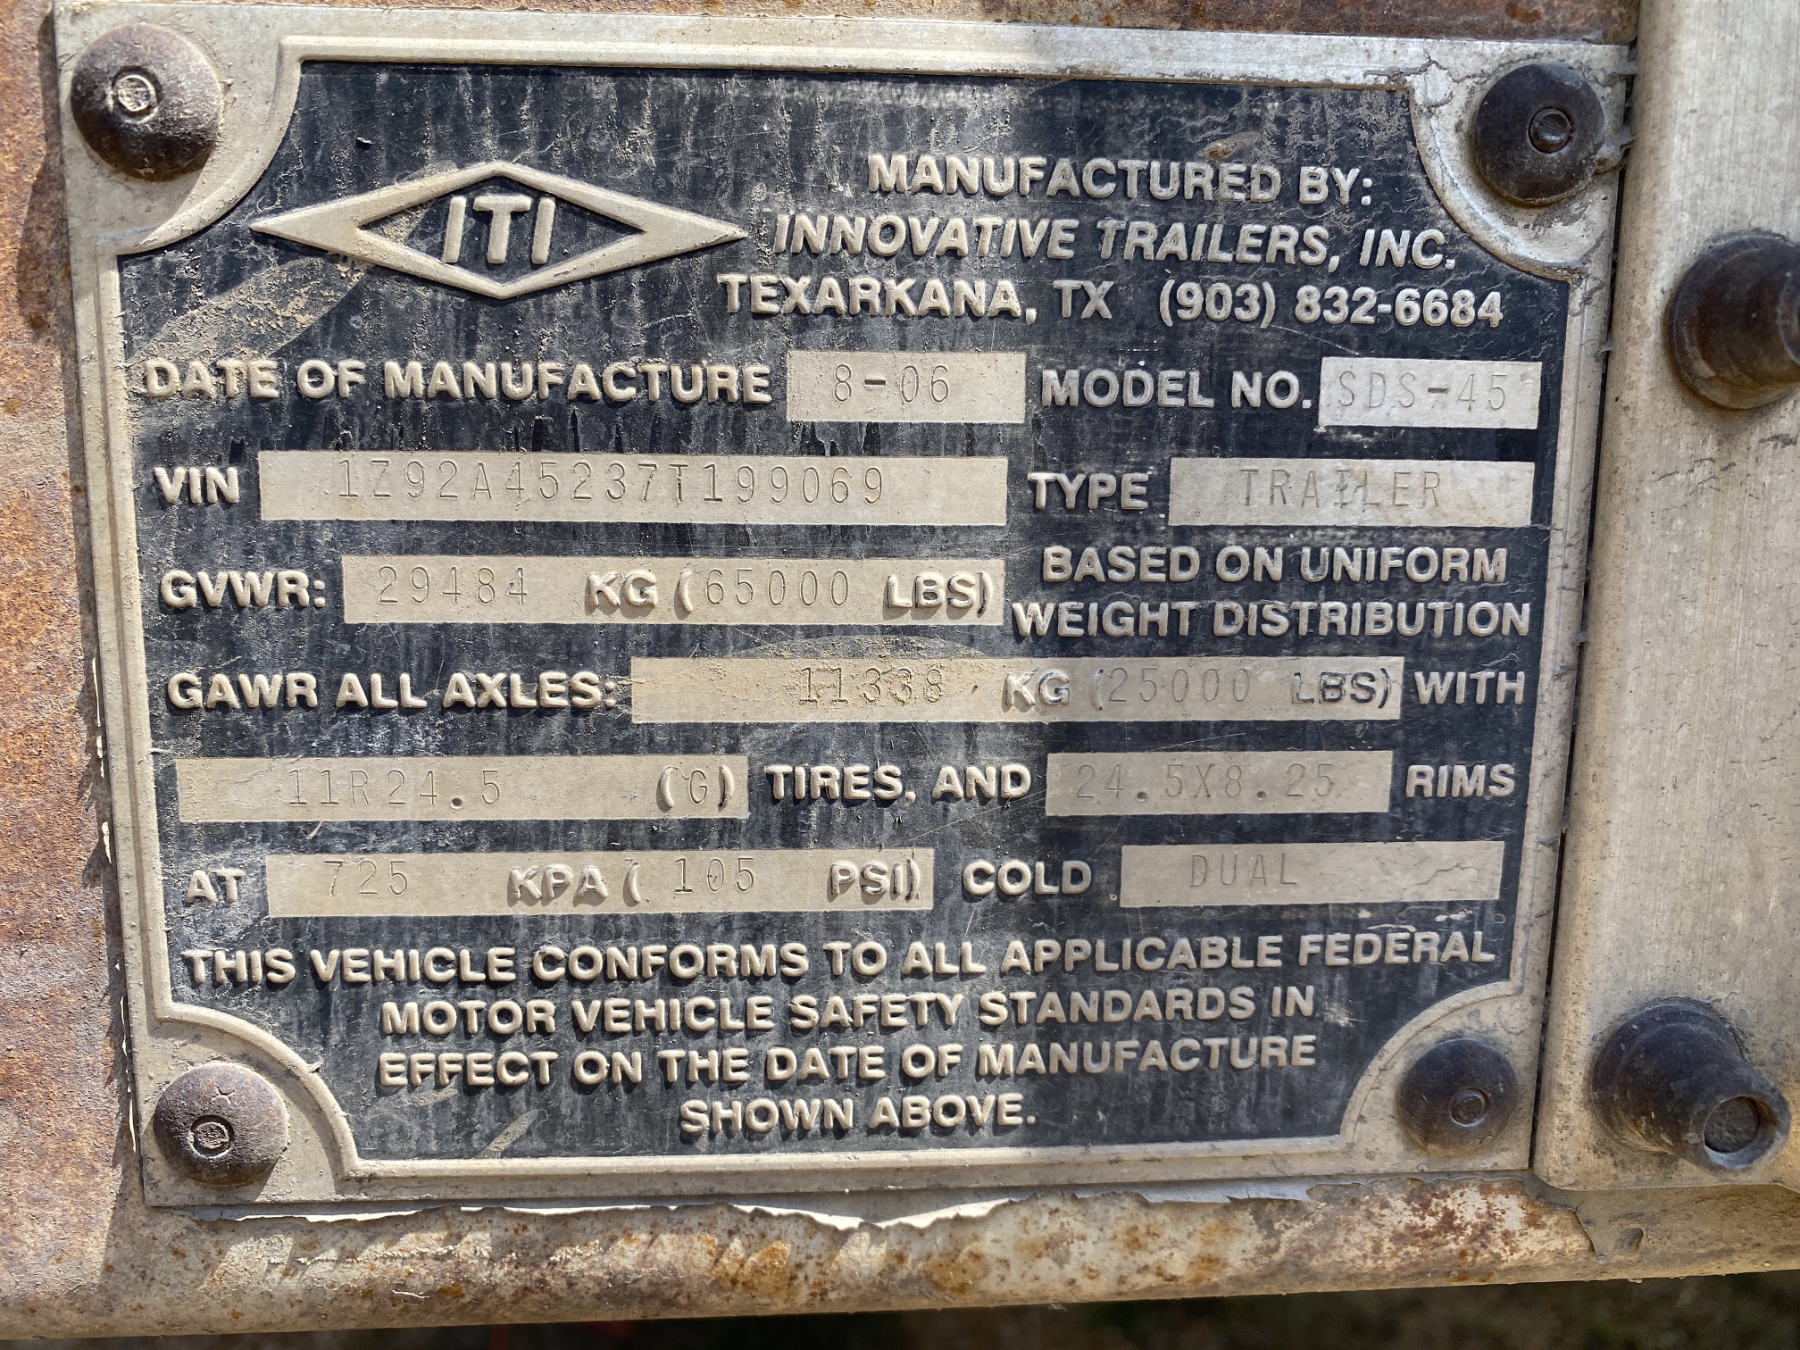 ITI
MANUFACTURED BY:
INNOVATIVE TRAILERS, INC.
TEXARKANA, TX (903) 832-6684
DATE OF MANUFACTURE 8-06 MODEL NO. SDS-45
VIN 1Z92A45237T199069 TYPE TRAILER
GVWR: 29484 KG (65000 LBS) BASED ON UNIFORM
WEIGHT DISTRIBUTION
GAWR ALL AXLES: 11338 KG (25000 LBS) WITH
11R24.5 (G) TIRES, AND 24.5X8.25 RIMS
AT 725 KPA ( 105 PSI) COLD DUAL
THIS VEHICLE CONFORMS TO ALL APPLICABLE FEDERAL
MOTOR VEHICLE SAFETY STANDARDS IN
EFFECT ON THE DATE OF MANUFACTURE
SHOWN ABOVE.